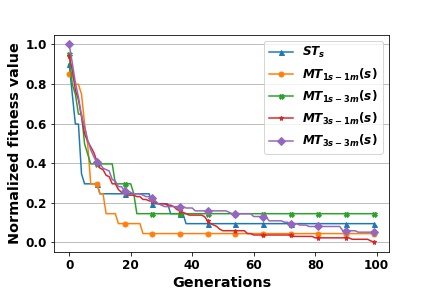 Normalized fitness value
1.0
0.8
0.6
0.4
0.2
0.0
0 20 40 60 80 100
Generations
STₛ
MT₁ₛ₋₁ₘ(s)
MT₁ₛ₋₃ₘ(s)
MT₃ₛ₋₁ₘ(s)
MT₃ₛ₋₃ₘ(s)